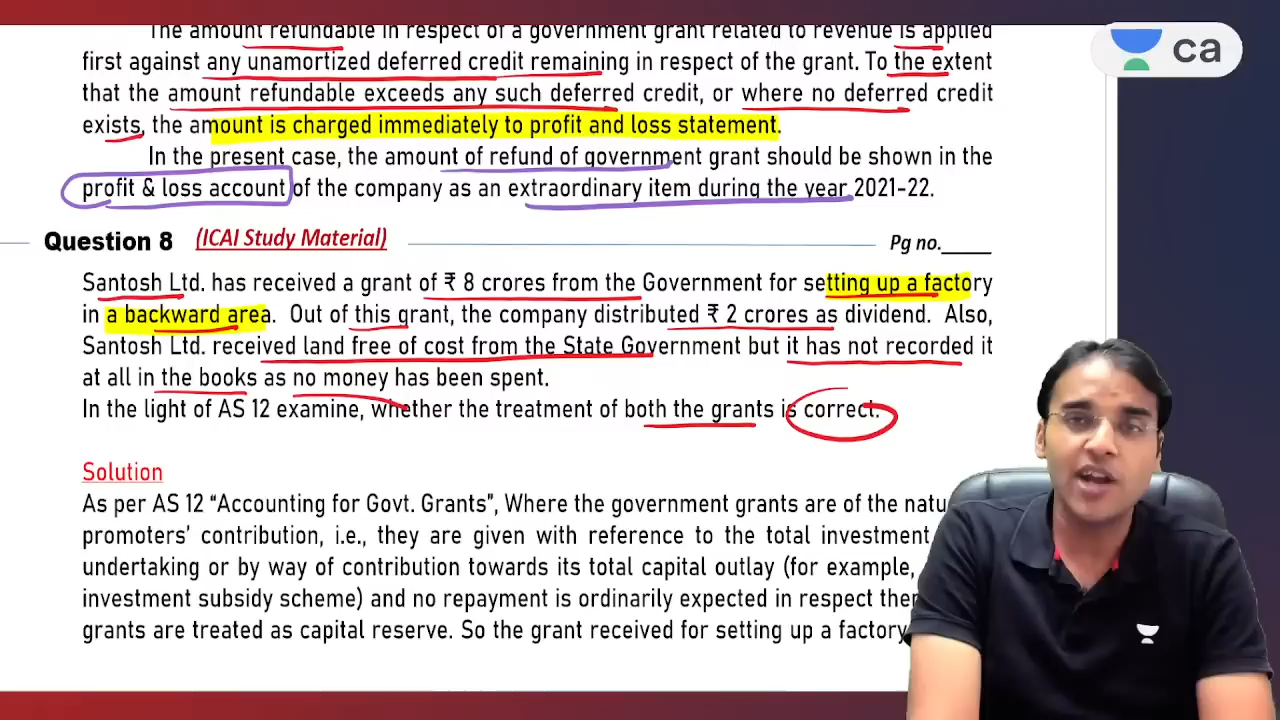 The amount refundable in respect of a government grant related to revenue is applied
first against any unamortized deferred credit remaining in respect of the grant. To the extent
that the amount refundable exceeds any such deferred credit, or where no deferred credit
exists, the amount is charged immediately to profit and loss statement.
In the present case, the amount of refund of government grant should be shown in the
profit & loss account of the company as an extraordinary item during the year 2021-22.
Question 8 (ICAI Study Material) Pg no._____
Santosh Ltd. has received a grant of ₹ 8 crores from the Government for setting up a factory
in a backward area. Out of this grant, the company distributed ₹ 2 crores as dividend. Also,
Santosh Ltd. received land free of cost from the State Government but it has not recorded it
at all in the books as no money has been spent.
In the light of AS 12 examine, whether the treatment of both the grants is correct.
Solution
As per AS 12 “Accounting for Govt. Grants”, Where the government grants are of the
promoters’ contribution, i.e., they are given with reference to the total investment
undertaking or by way of contribution towards its total capital outlay (for example,
investment subsidy scheme) and no repayment is ordinarily expected in respect
grants are treated as capital reserve. So the grant received for setting up a factory
ca